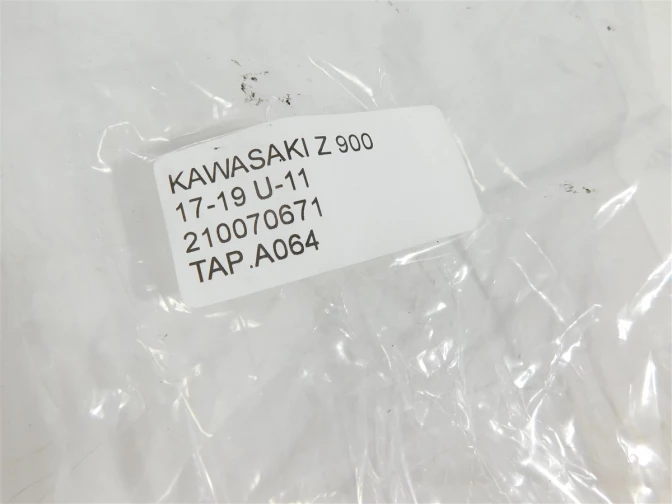 KAWASAKI Z 900
17-19 U-11
210070671
TAP.A064